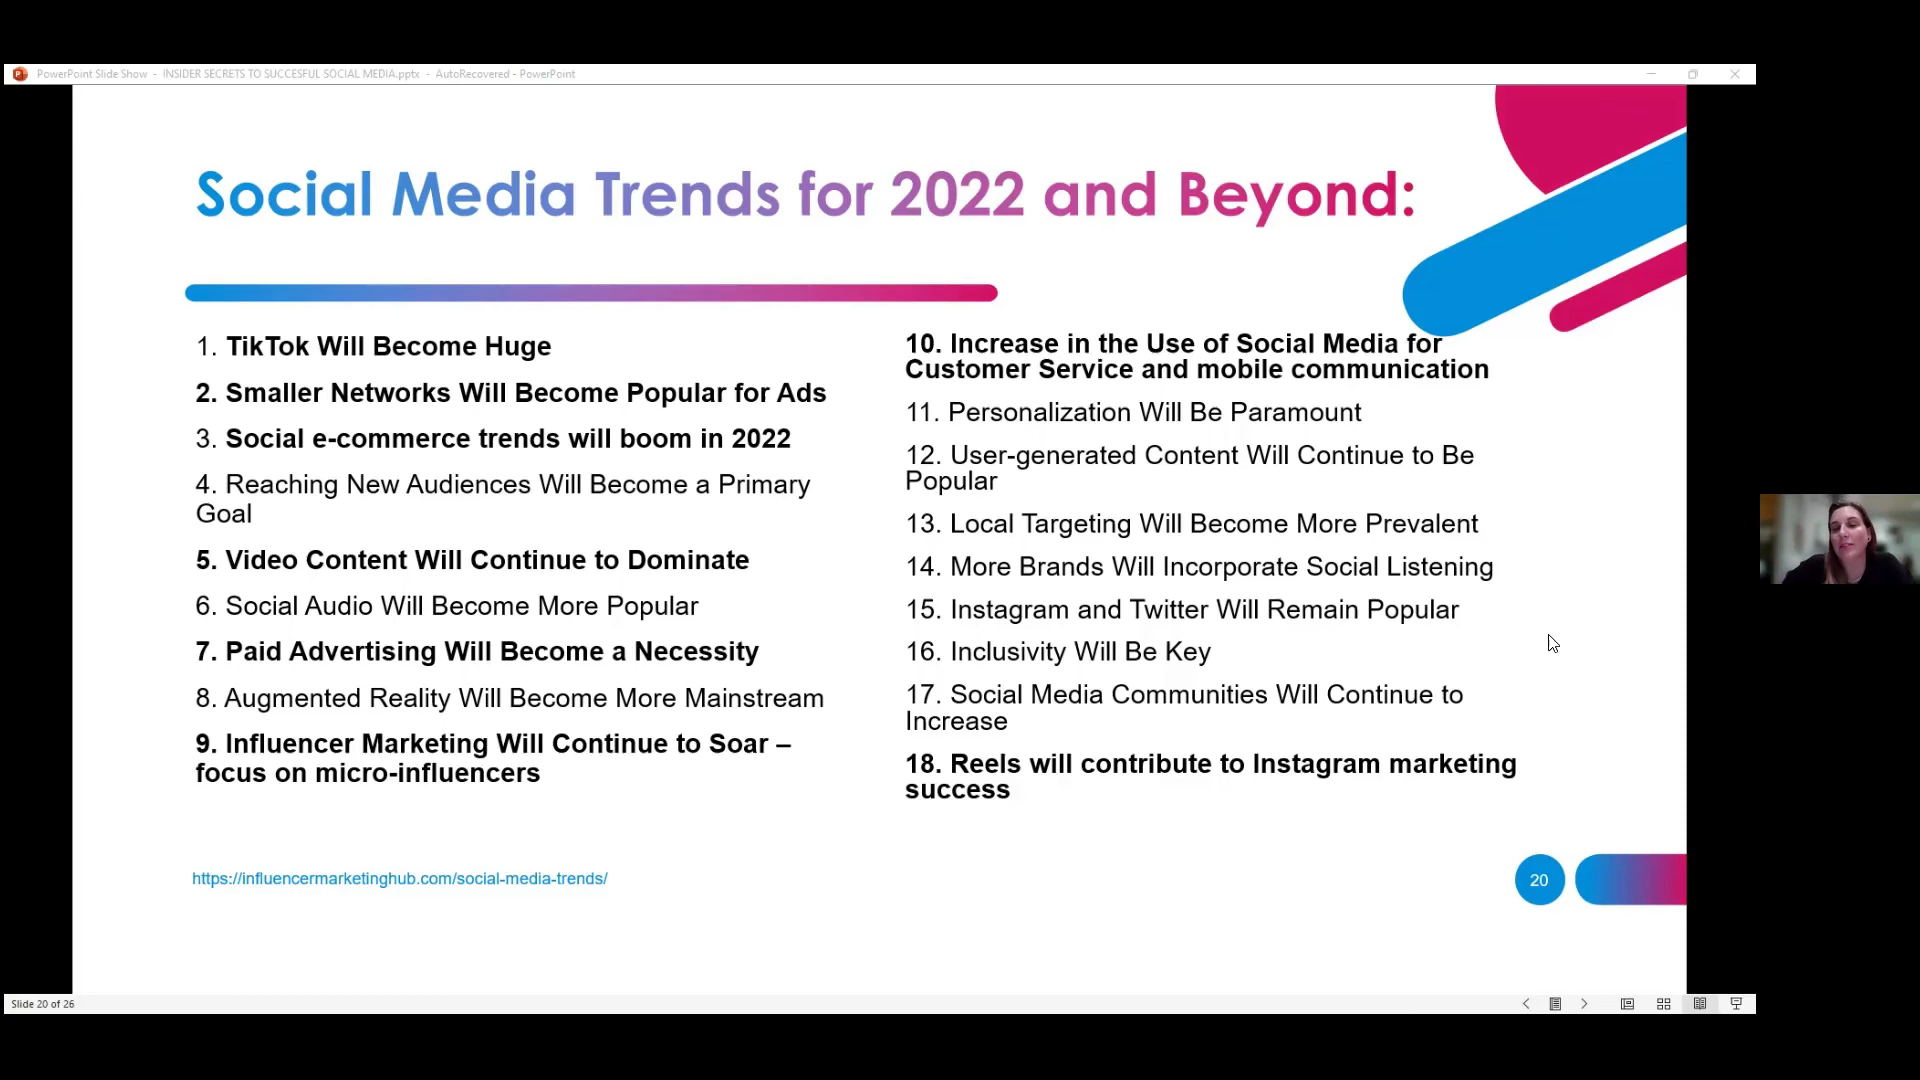 PowerPoint Slide Show - INSIDER SECRETS TO SUCCESFUL SOCIAL MEDIA.pptx - AutoRecovered - PowerPoint
Social Media Trends for 2022 and Beyond:
1. TikTok Will Become Huge
2. Smaller Networks Will Become Popular for Ads
3. Social e-commerce trends will boom in 2022
4. Reaching New Audiences Will Become a Primary
Goal
5. Video Content Will Continue to Dominate
6. Social Audio Will Become More Popular
7. Paid Advertising Will Become a Necessity
8. Augmented Reality Will Become More Mainstream
9. Influencer Marketing Will Continue to Soar –
focus on micro-influencers
10. Increase in the Use of Social Media for
Customer Service and mobile communication
11. Personalization Will Be Paramount
12. User-generated Content Will Continue to Be
Popular
13. Local Targeting Will Become More Prevalent
14. More Brands Will Incorporate Social Listening
15. Instagram and Twitter Will Remain Popular
16. Inclusivity Will Be Key
17. Social Media Communities Will Continue to
Increase
18. Reels will contribute to Instagram marketing
success
https://influencermarketinghub.com/social-media-trends/
20
Slide 20 of 26